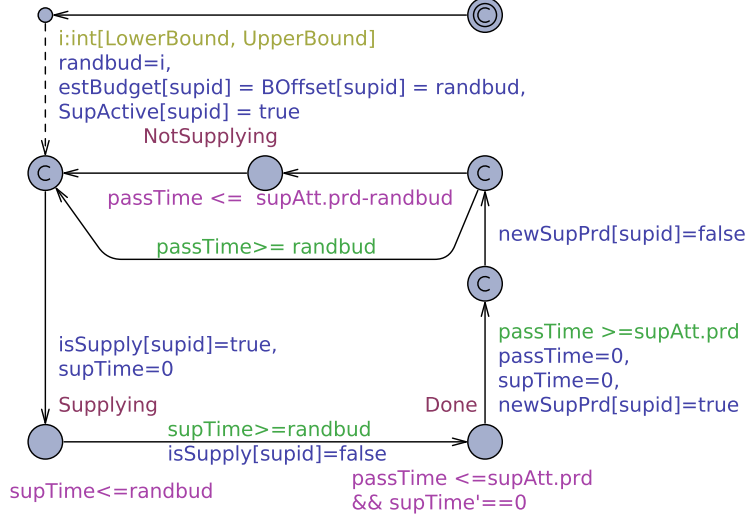 i:int[LowerBound, UpperBound]
randbud=i,
estBudget[supid] = BOffset[supid] = randbud,
SupActive[supid] = true
NotSupplying
C
C
C
passTime <=  supAtt.prd-randbud
newSupPrd[supid]=false
passTime>= randbud
C
isSupply[supid]=true,
supTime=0
passTime >=supAtt.prd
passTime=0,
supTime=0,
newSupPrd[supid]=true
Supplying
Done
supTime>=randbud
isSupply[supid]=false
supTime<=randbud
passTime <=supAtt.prd
&& supTime'==0